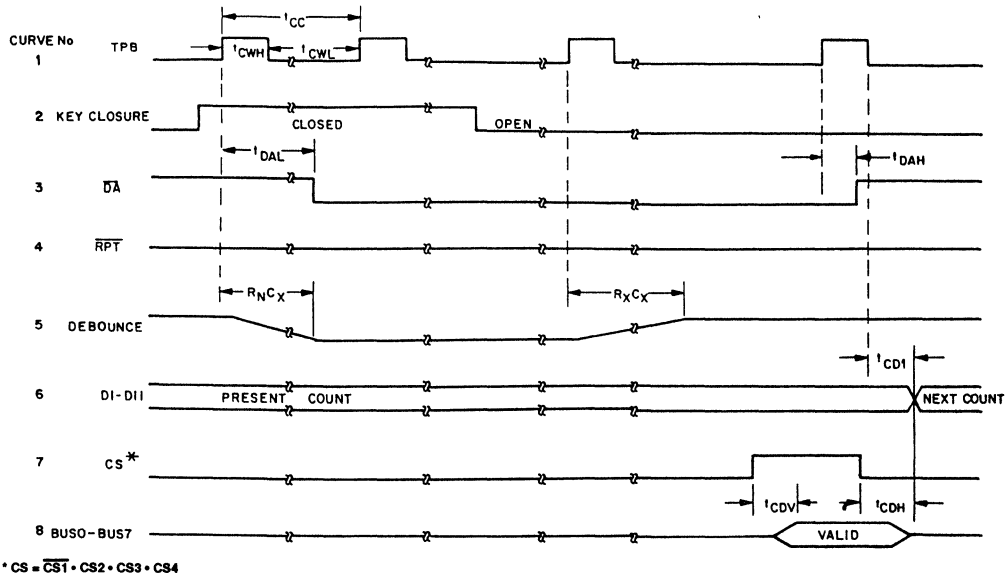 tCC
CURVE No
1 TPB
tCWH tCWL
2 KEY CLOSURE
CLOSED
OPEN
tDAL
tDAH
3 DA
4 RPT
RNCX
RXCX
5 DEBOUNCE
tCD1
6 DI-DII
PRESENT COUNT
NEXT COUNT
7 CS*
tCDV
tCDH
8 BUS0-BUS7
VALID
* CS = CS1 • CS2 • CS3 • CS4